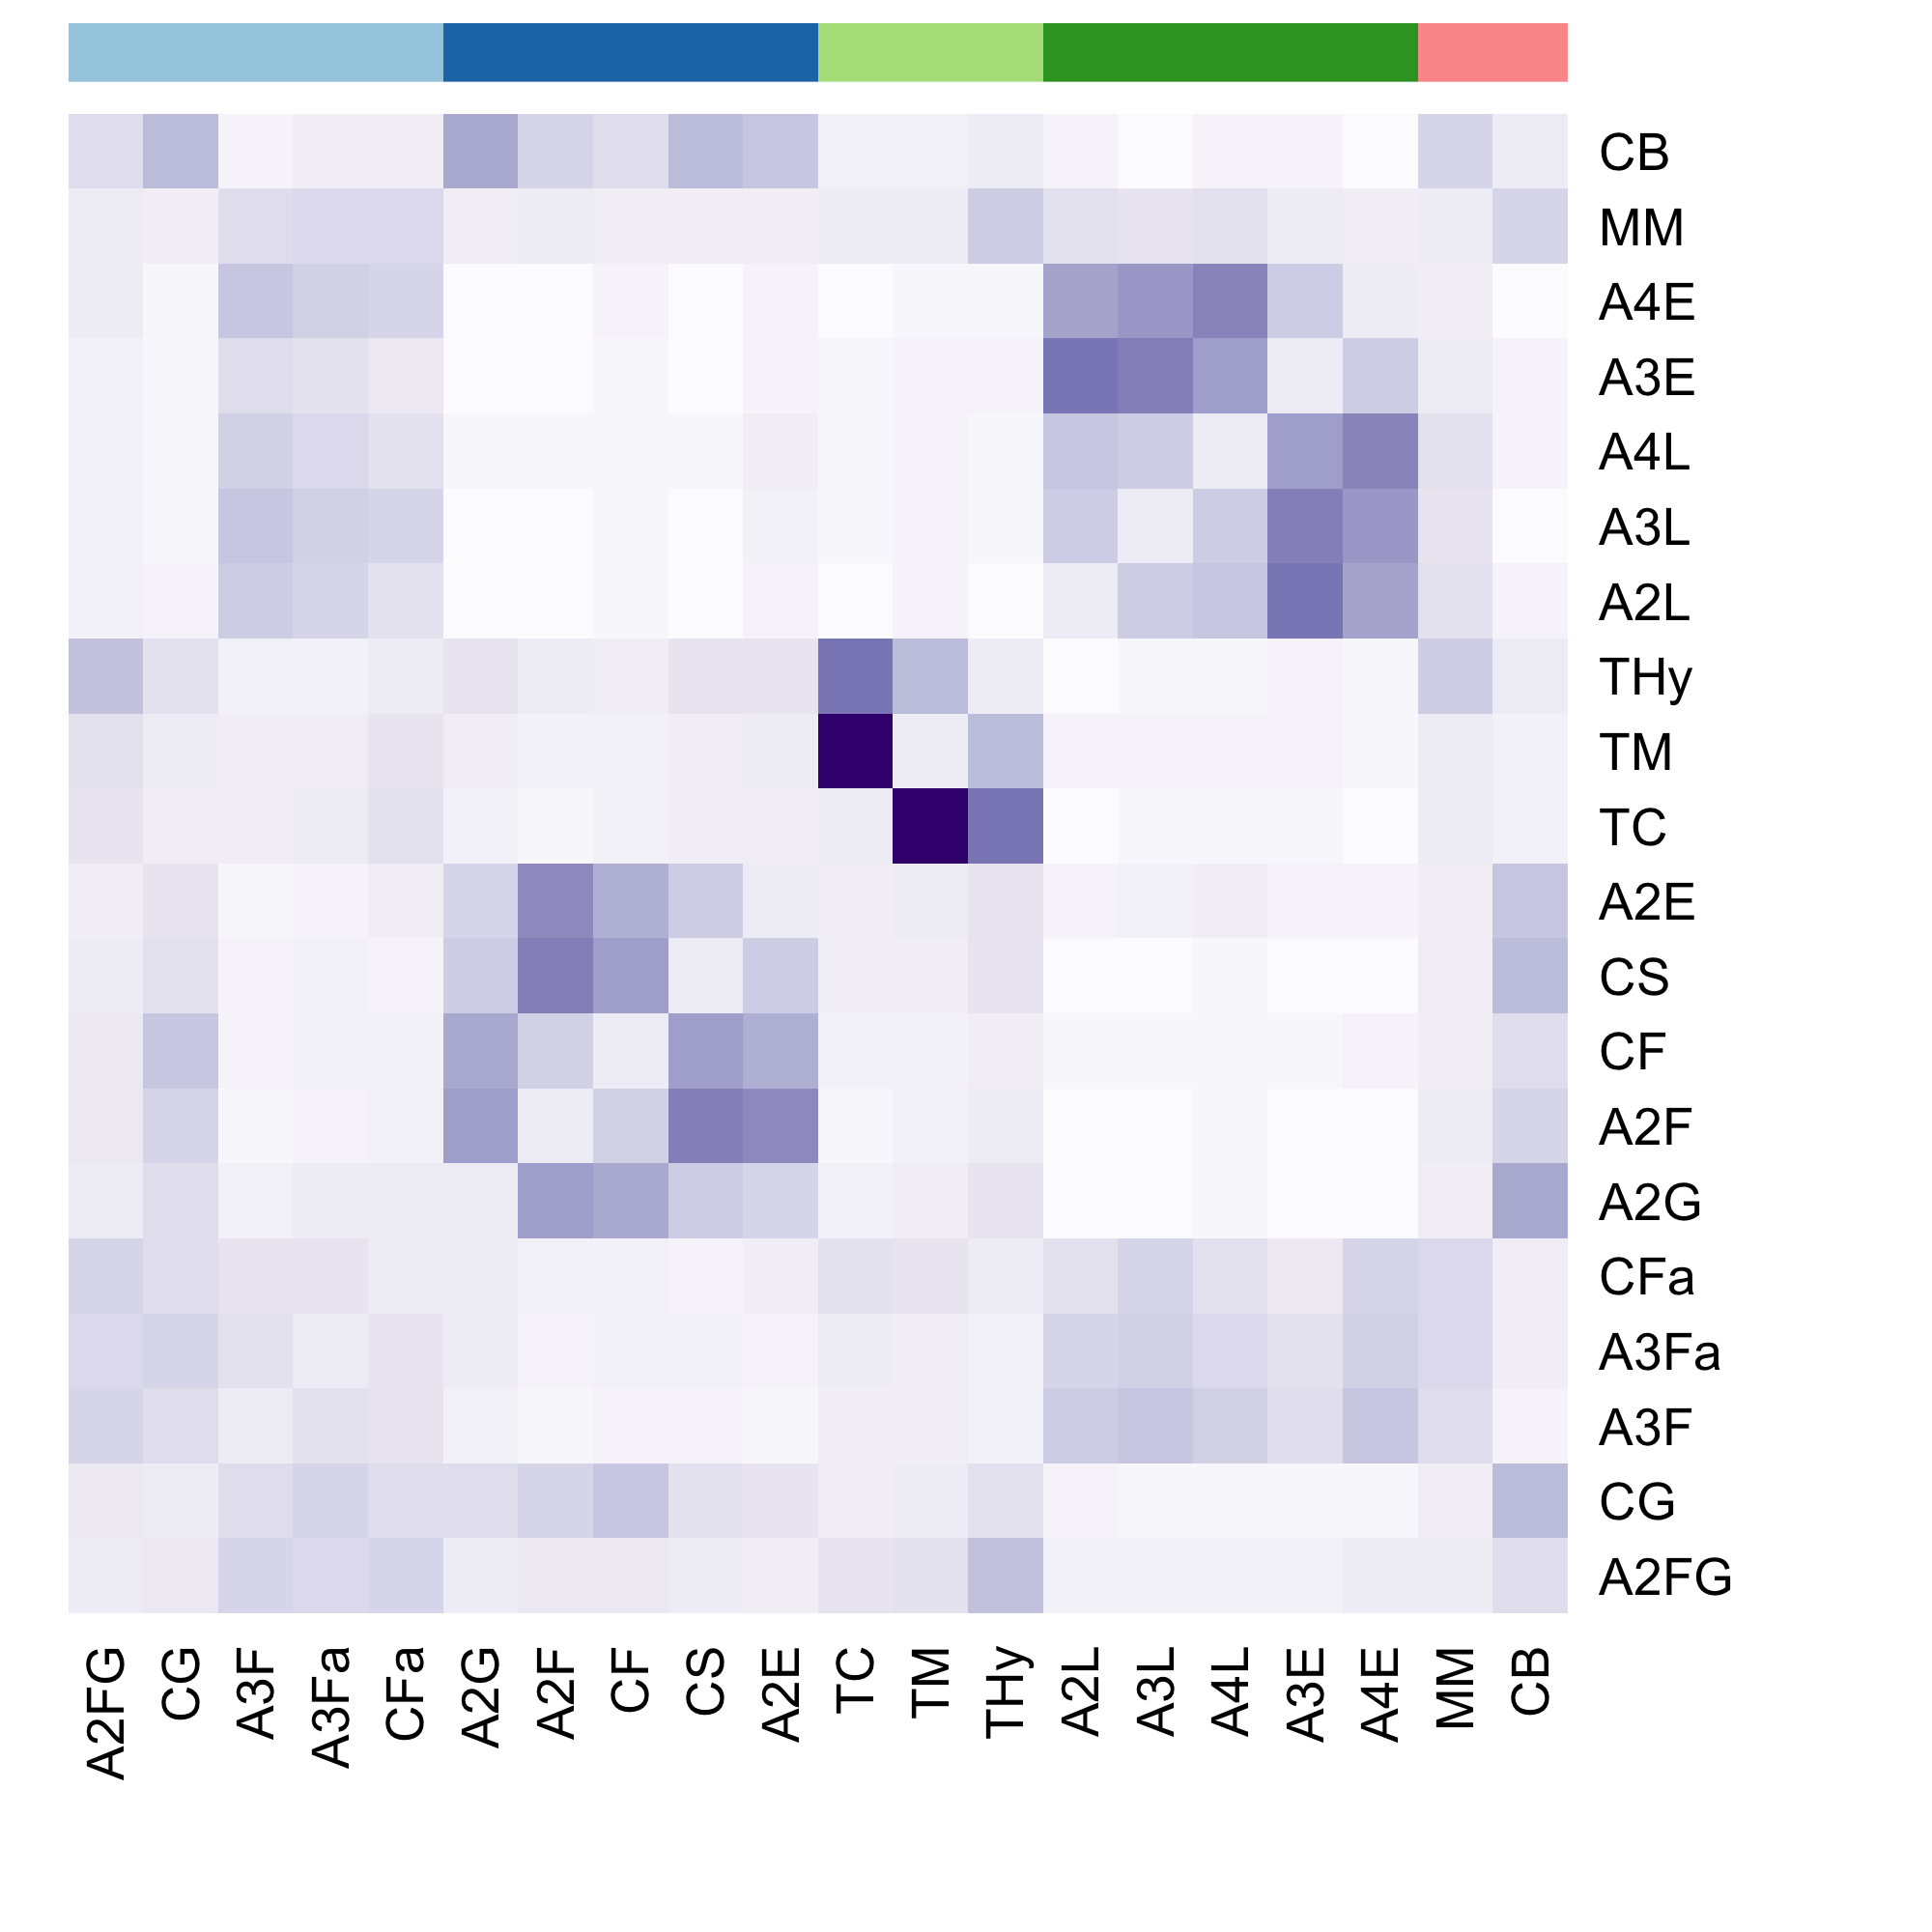 CB
MM
A4E
A3E
A4L
A3L
A2L
THy
TM
TC
A2E
CS
CF
A2F
A2G
CFa
A3Fa
A3F
CG
A2FG
A2FG
CG
A3F
A3Fa
CFa
A2G
A2F
CF
CS
A2E
TC
TM
THy
A2L
A3L
A4L
A3E
A4E
MM
CB